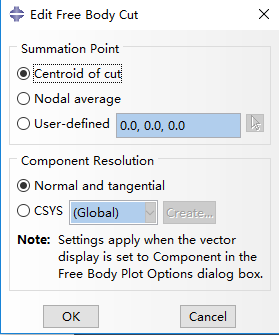 Edit Free Body Cut
Summation Point
Centroid of cut
Nodal average
User-defined 0.0, 0.0, 0.0
Component Resolution
Normal and tangential
CSYS (Global) Create...
Note: Settings apply when the vector
display is set to Component in the
Free Body Plot Options dialog box.
OK Cancel